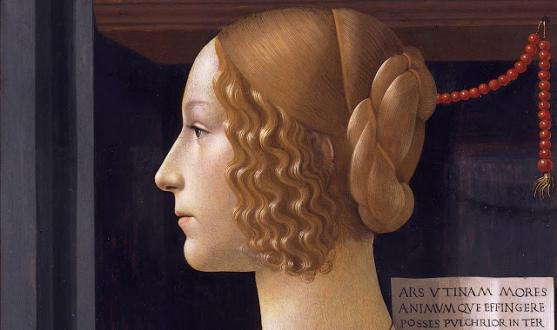 ARS VTINAM MORES
ANIMVM QVE EFFINGERE
POSSES PVLCHRIOR IN TER